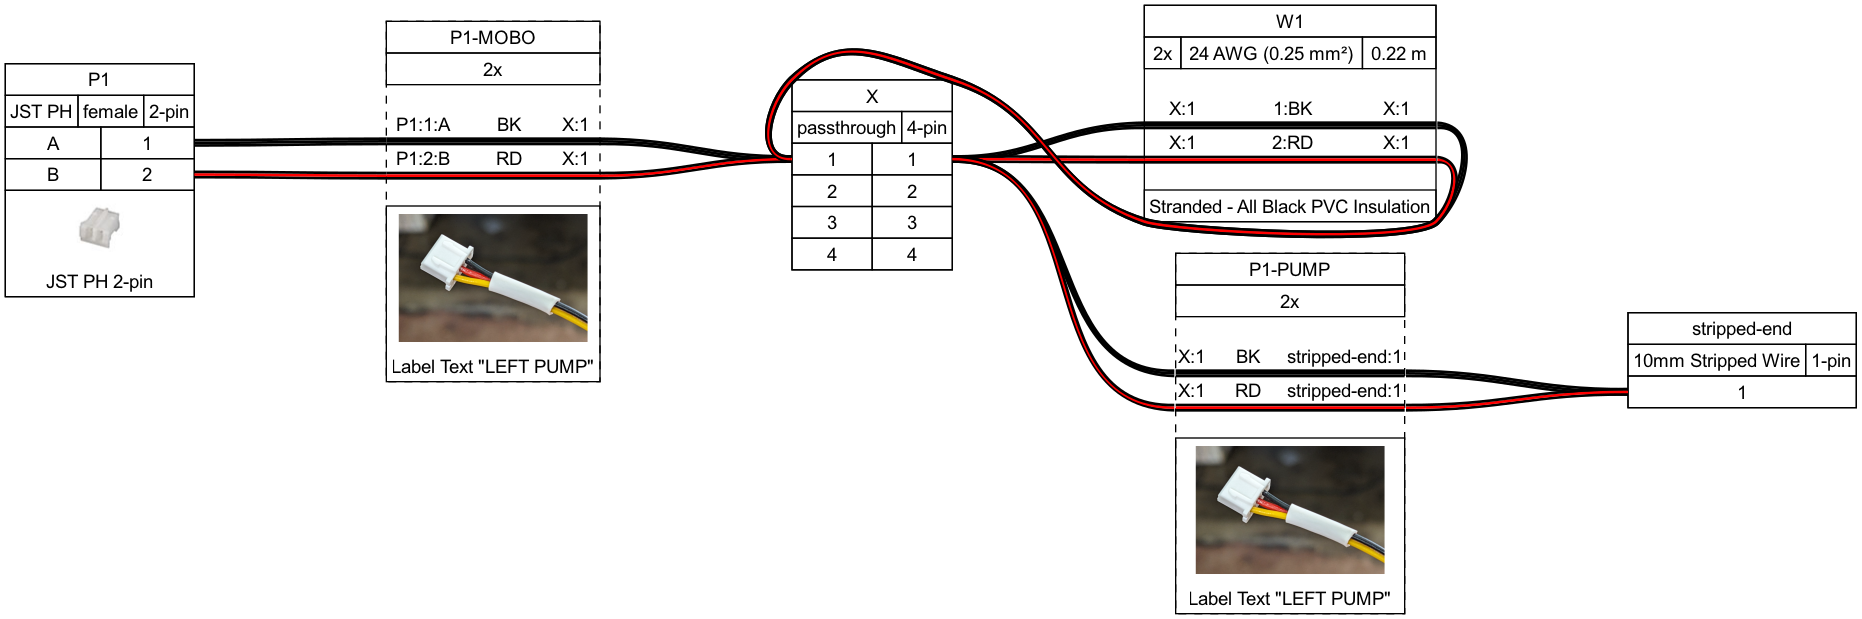 P1
JST PH female 2-pin
A 1
B 2
JST PH 2-pin
P1-MOBO
2x
P1:1:A BK X:1
P1:2:B RD X:1
Label Text "LEFT PUMP"
X
passthrough 4-pin
1 1
2 2
3 3
4 4
W1
2x 24 AWG (0.25 mm²) 0.22 m
X:1 1:BK X:1
X:1 2:RD X:1
Stranded - All Black PVC Insulation
P1-PUMP
2x
X:1 BK stripped-end:1
X:1 RD stripped-end:1
Label Text "LEFT PUMP"
stripped-end
10mm Stripped Wire 1-pin
1